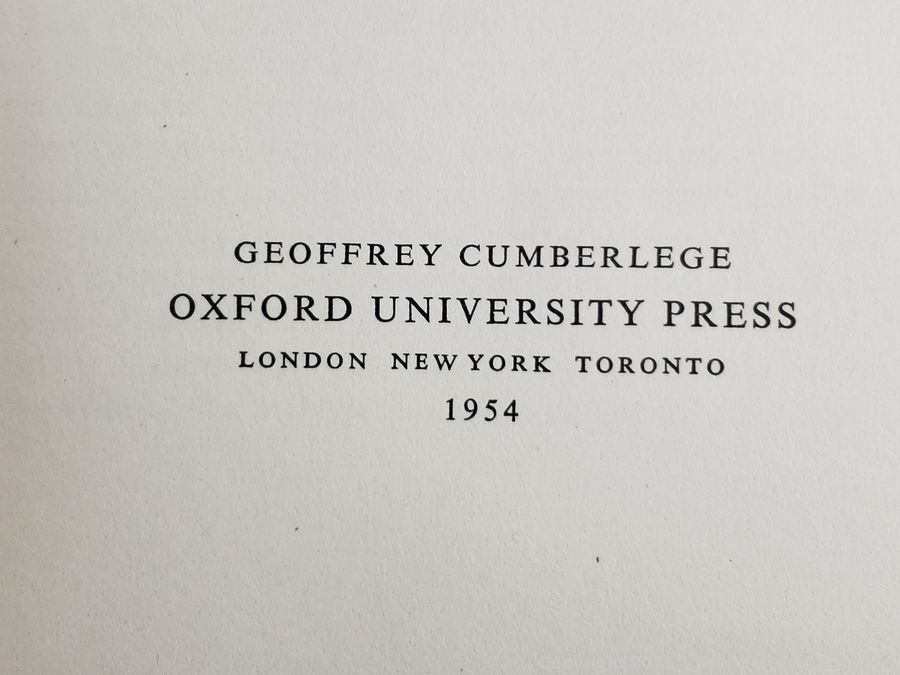 GEOFFREY CUMBERLEGE
OXFORD UNIVERSITY PRESS
LONDON NEW YORK TORONTO
1954